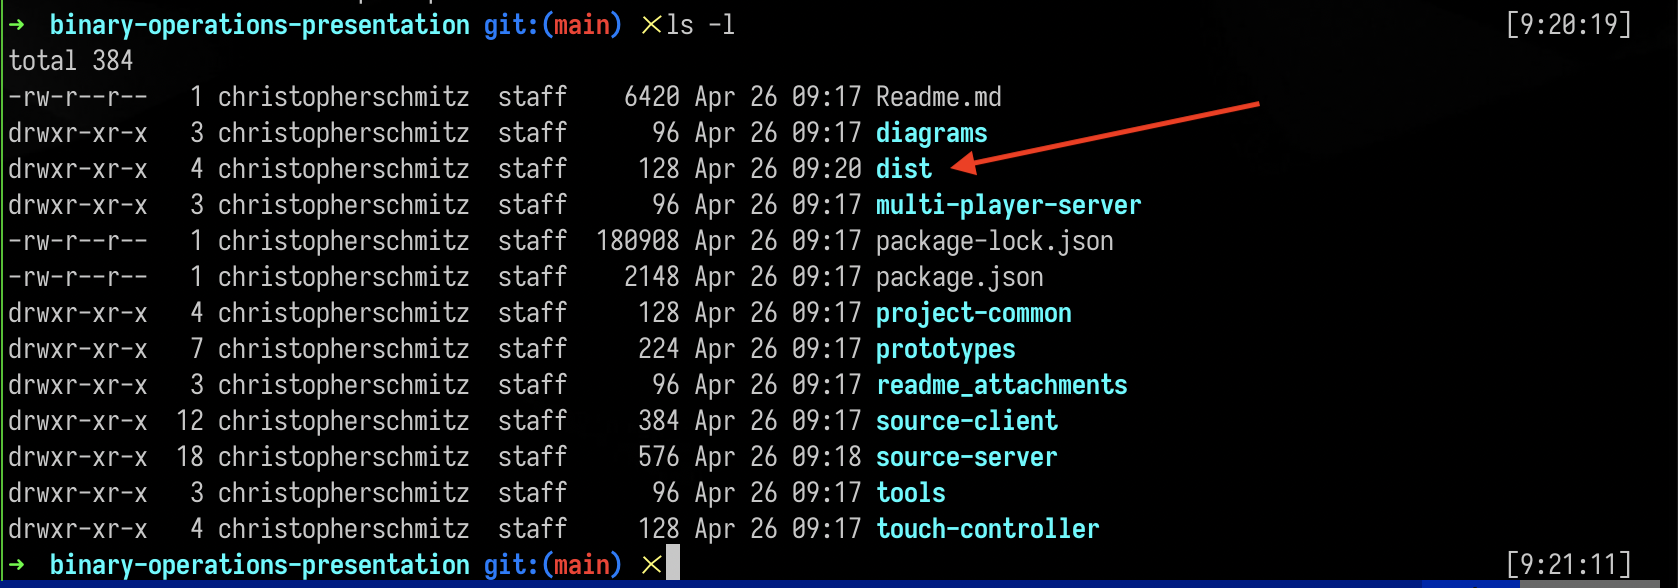 → binary-operations-presentation git:(main) ✕ls -l [9:20:19]
total 384
-rw-r--r-- 1 christopherschmitz staff 6420 Apr 26 09:17 Readme.md
drwxr-xr-x 3 christopherschmitz staff 96 Apr 26 09:17 diagrams
drwxr-xr-x 4 christopherschmitz staff 128 Apr 26 09:20 dist
drwxr-xr-x 3 christopherschmitz staff 96 Apr 26 09:17 multi-player-server
-rw-r--r-- 1 christopherschmitz staff 180908 Apr 26 09:17 package-lock.json
-rw-r--r-- 1 christopherschmitz staff 2148 Apr 26 09:17 package.json
drwxr-xr-x 4 christopherschmitz staff 128 Apr 26 09:17 project-common
drwxr-xr-x 7 christopherschmitz staff 224 Apr 26 09:17 prototypes
drwxr-xr-x 3 christopherschmitz staff 96 Apr 26 09:17 readme_attachments
drwxr-xr-x 12 christopherschmitz staff 384 Apr 26 09:17 source-client
drwxr-xr-x 18 christopherschmitz staff 576 Apr 26 09:18 source-server
drwxr-xr-x 3 christopherschmitz staff 96 Apr 26 09:17 tools
drwxr-xr-x 4 christopherschmitz staff 128 Apr 26 09:17 touch-controller
→ binary-operations-presentation git:(main) ✕ [9:21:11]